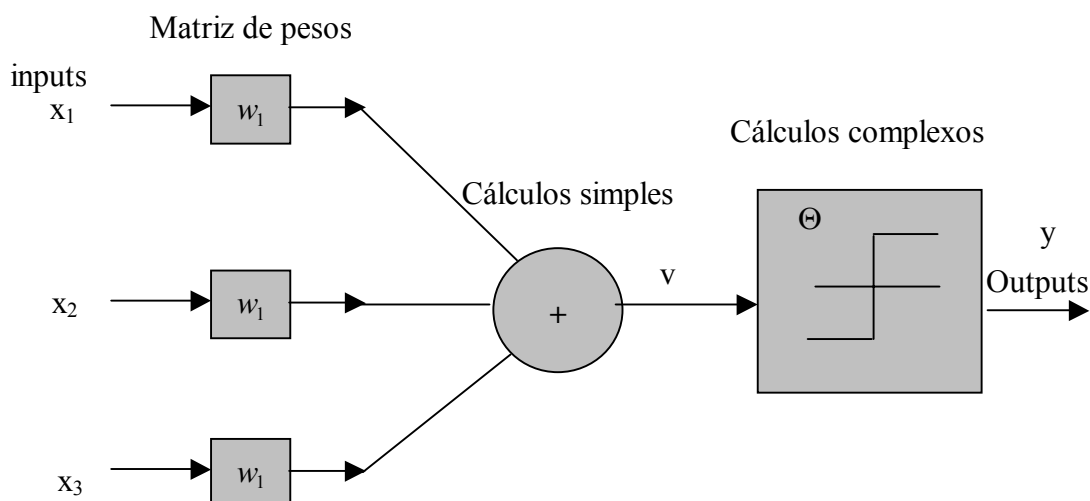 Matriz de pesos
inputs
x₁
w₁
Cálculos simples
Cálculos complexos
x₂
w₁
+
v
Θ
y
Outputs
x₃
w₁